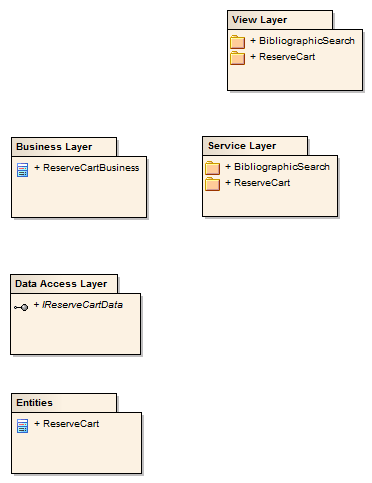 View Layer
+ BibliographicSearch
+ ReserveCart
Business Layer
+ ReserveCartBusiness
Service Layer
+ BibliographicSearch
+ ReserveCart
Data Access Layer
+ IReserveCartData
Entities
+ ReserveCart